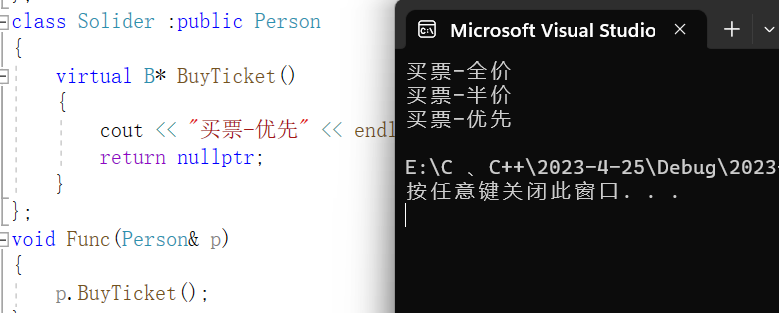 };
class Solider :public Person
{
virtual B* BuyTicket()
{
cout << "买票-优先" << endl
return nullptr;
}
};
void Func(Person& p)
{
p.BuyTicket();
Microsoft Visual Studio
买票-全价
买票-半价
买票-优先
E:\C 、C++\2023-4-25\Debug\2023-
按任意键关闭此窗口. . .